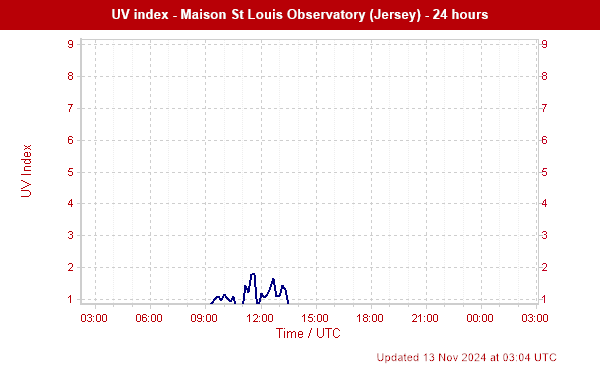 UV index - Maison St Louis Observatory (Jersey) - 24 hours
9 9
8 8
7 7
6 6
5 5
4 4
3 3
2 2
1 1
UV Index
03:00 06:00 09:00 12:00 15:00 18:00 21:00 00:00 03:00
Time / UTC
Updated 13 Nov 2024 at 03:04 UTC